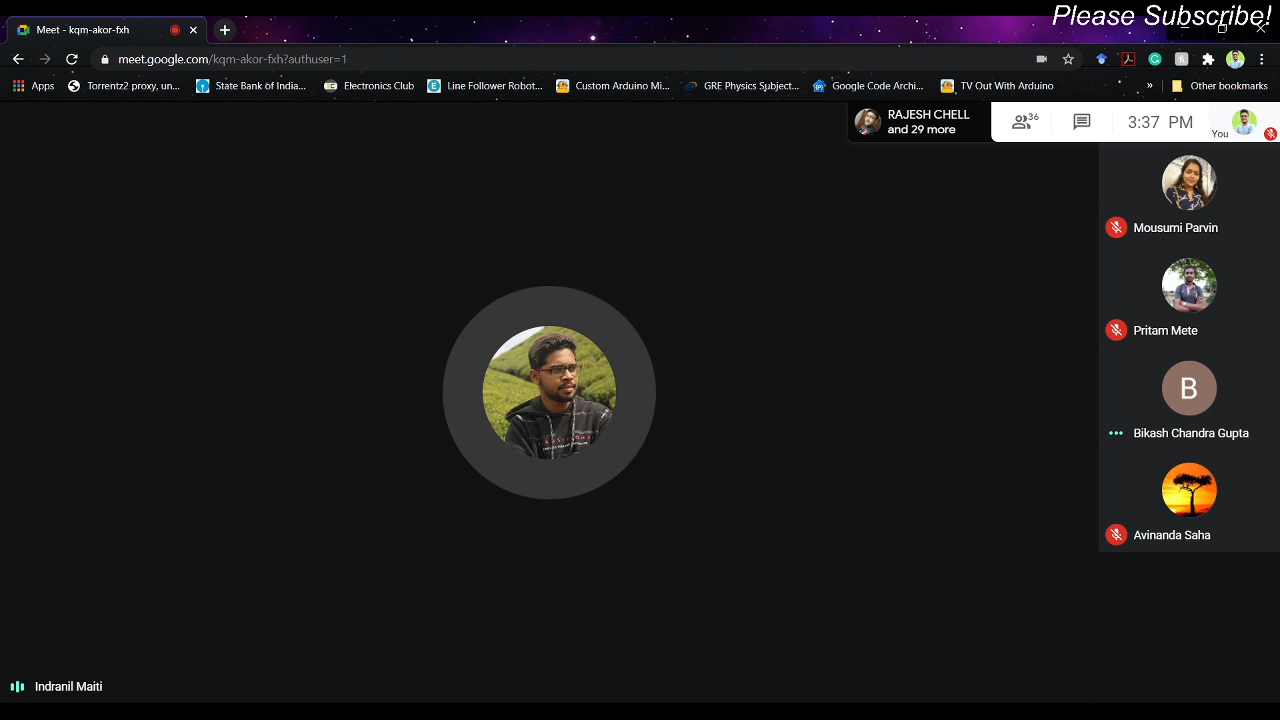 Please Subscribe!
Meet - kqm-akor-fxh
meet.google.com/kqm-akor-fxh?authuser=1
Apps
Torrentz2 proxy, un...
State Bank of India...
Electronics Club
Line Follower Robot...
Custom Arduino Mi...
GRE Physics Subject...
Google Code Archi...
TV Out With Arduino
»
Other bookmarks
RAJESH CHELL
and 29 more
36
3:37 PM
You
Mousumi Parvin
Pritam Mete
B
Bikash Chandra Gupta
Avinanda Saha
Indranil Maiti